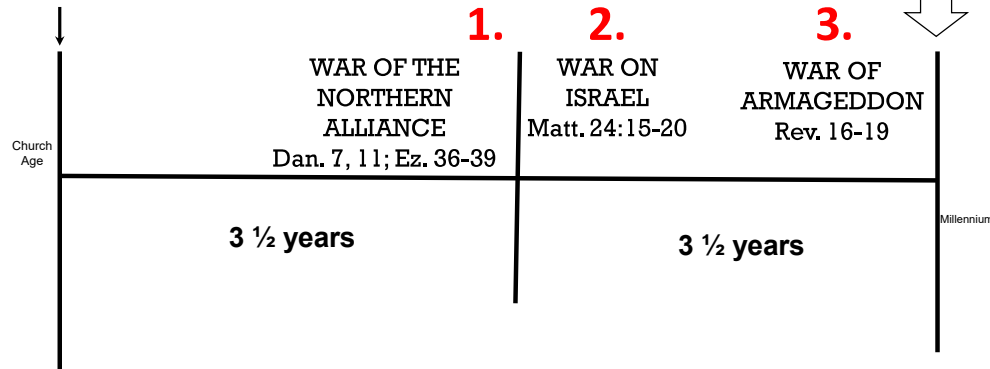 1.
2.
3.
WAR OF THE
NORTHERN
ALLIANCE
Dan. 7, 11; Ez. 36-39
WAR ON
ISRAEL
Matt. 24:15-20
WAR OF
ARMAGEDDON
Rev. 16-19
Church
Age
Millennium
3 ½ years
3 ½ years